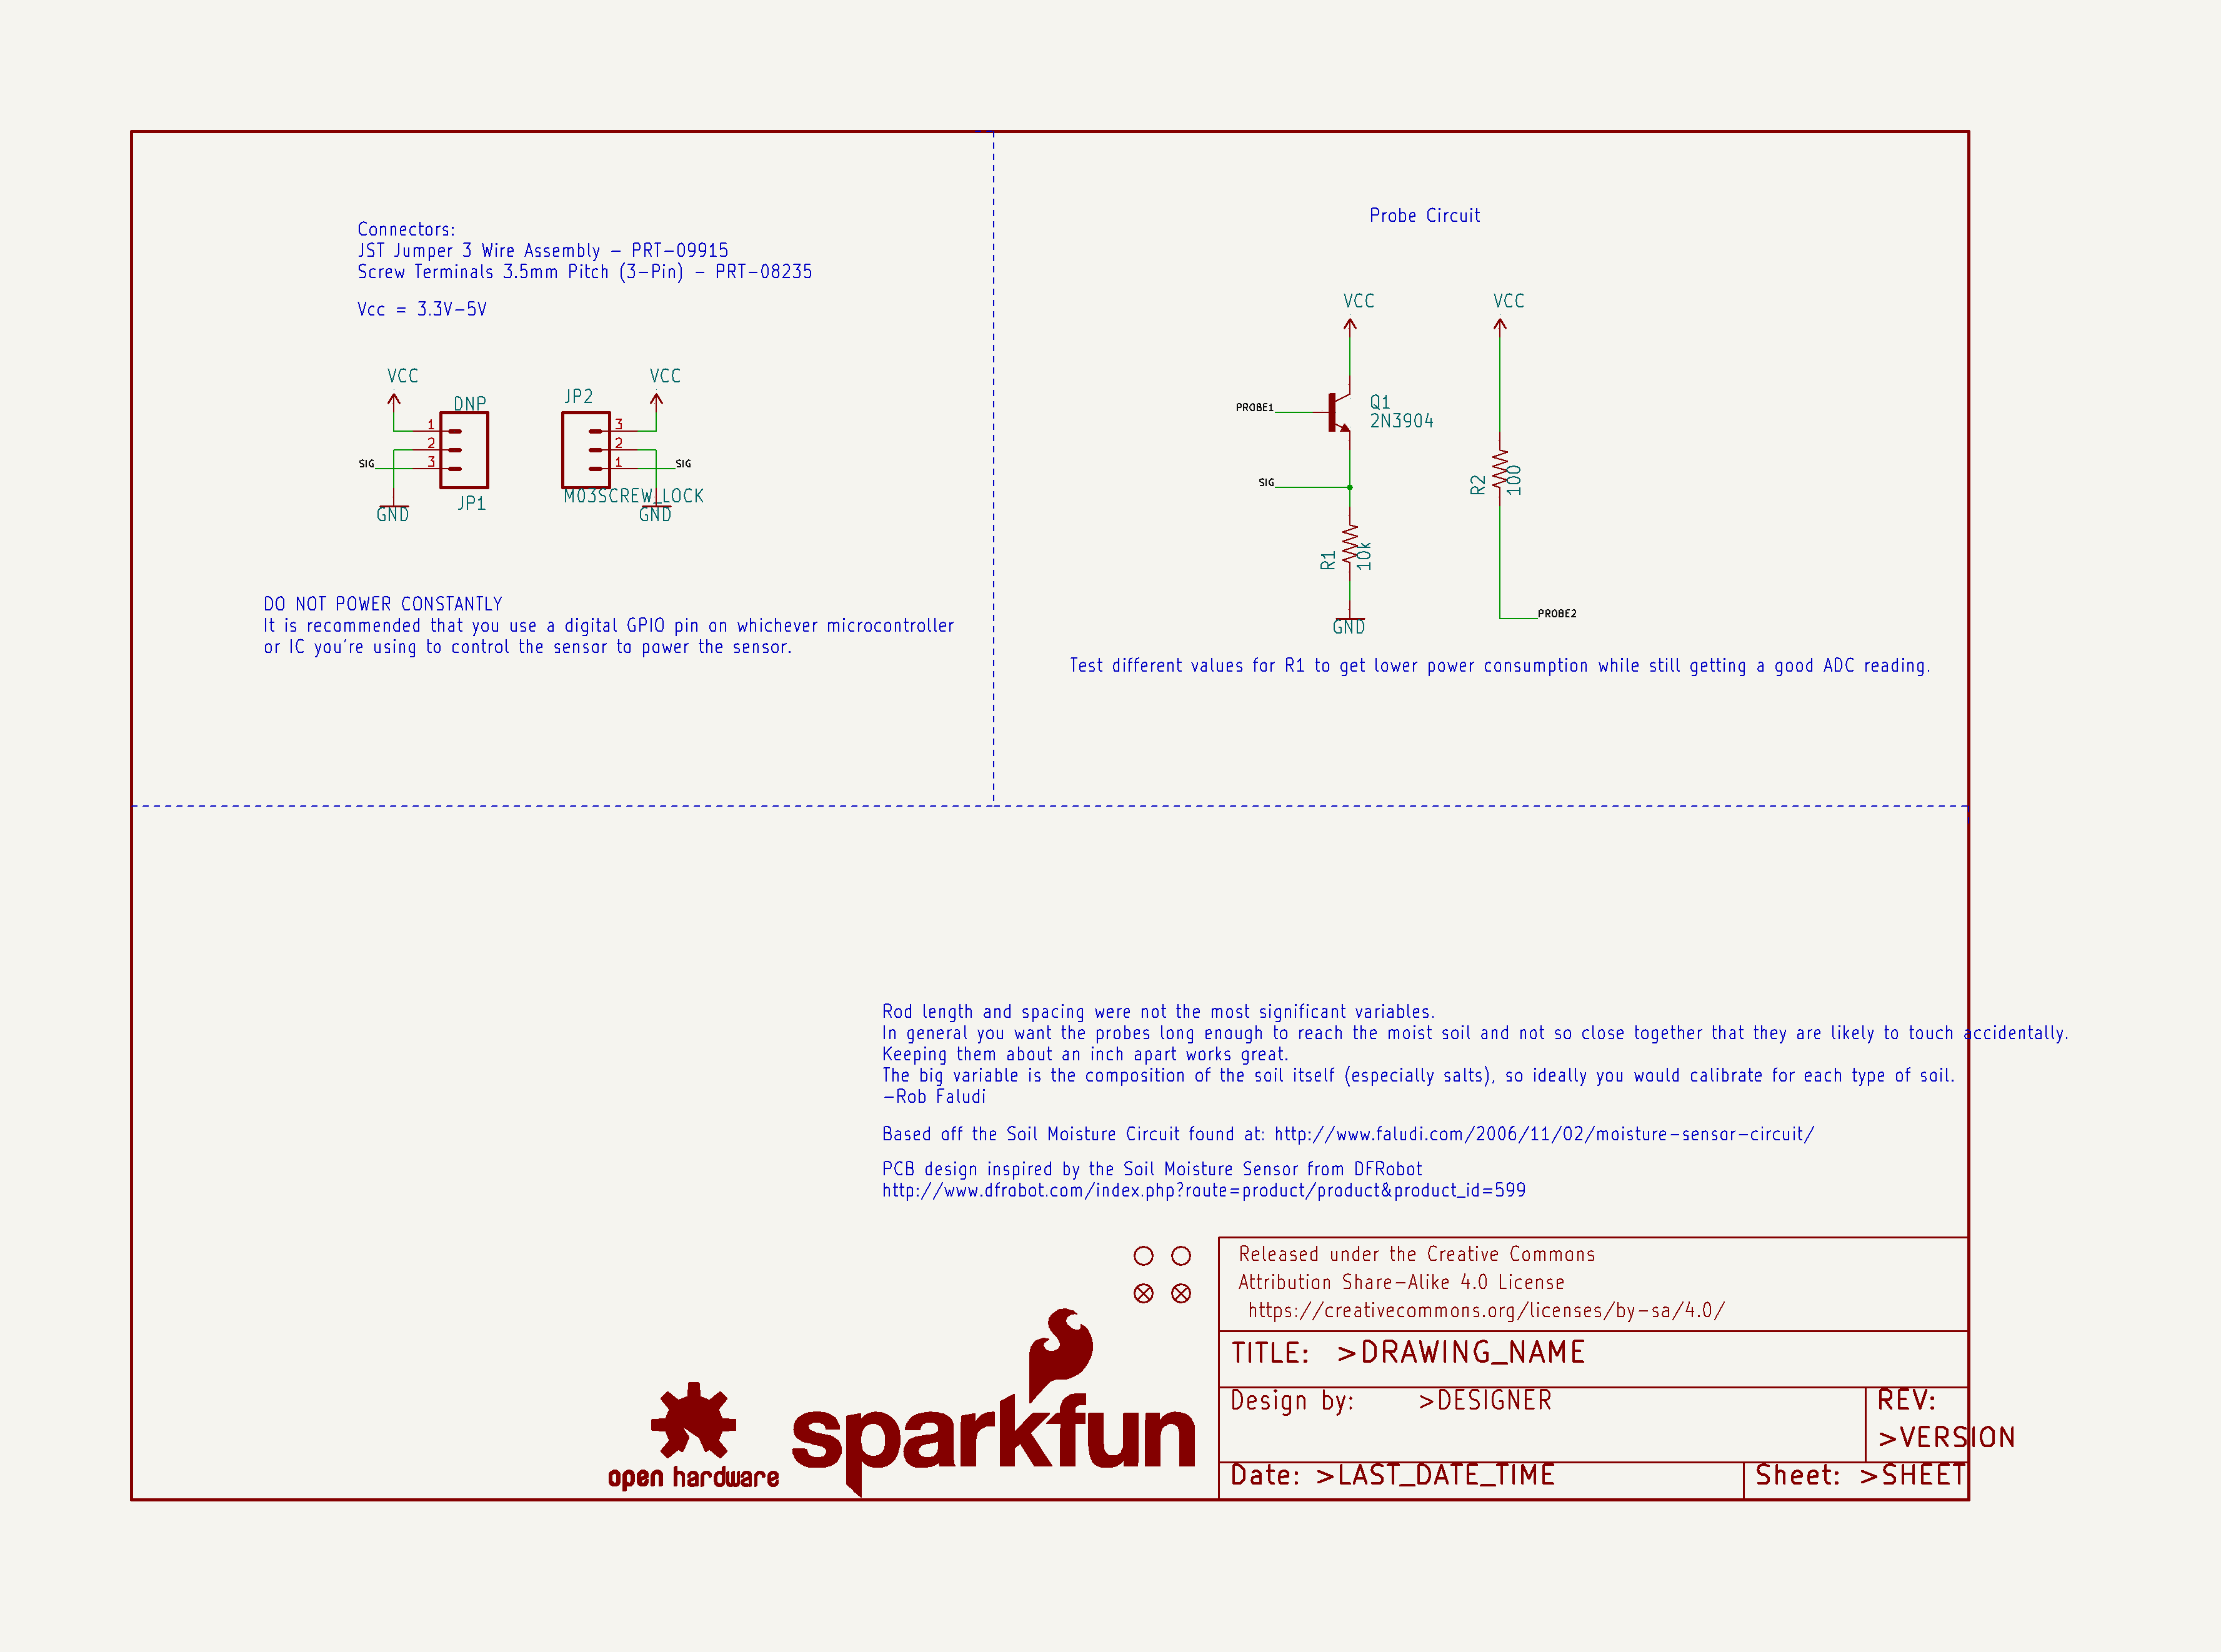 Connectors:
JST Jumper 3 Wire Assembly - PRT-09915
Screw Terminals 3.5mm Pitch (3-Pin) - PRT-08235
Vcc = 3.3V-5V
VCC
DNP
1
2
3
SIG
GND
JP1
JP2
VCC
3
2
1
SIG
M03SCREW_LOCK
GND
DO NOT POWER CONSTANTLY
It is recommended that you use a digital GPIO pin on whichever microcontroller
or IC you're using to control the sensor to power the sensor.
Probe Circuit
VCC
VCC
PROBE1
Q1
2N3904
SIG
R1
10k
GND
R2
100
PROBE2
Test different values for R1 to get lower power consumption while still getting a good ADC reading.
Rod length and spacing were not the most significant variables.
In general you want the probes long enough to reach the moist soil and not so close together that they are likely to touch accidentally.
Keeping them about an inch apart works great.
The big variable is the composition of the soil itself (especially salts), so ideally you would calibrate for each type of soil.
-Rob Faludi
Based off the Soil Moisture Circuit found at: http://www.faludi.com/2006/11/02/moisture-sensor-circuit/
PCB design inspired by the Soil Moisture Sensor from DFRobot
http://www.dfrobot.com/index.php?route=product/product&product_id=599
Released under the Creative Commons
Attribution Share-Alike 4.0 License
https://creativecommons.org/licenses/by-sa/4.0/
TITLE: >DRAWING_NAME
Design by: >DESIGNER
REV:
>VERSION
Date: >LAST_DATE_TIME
Sheet: >SHEET
open hardware
sparkfun